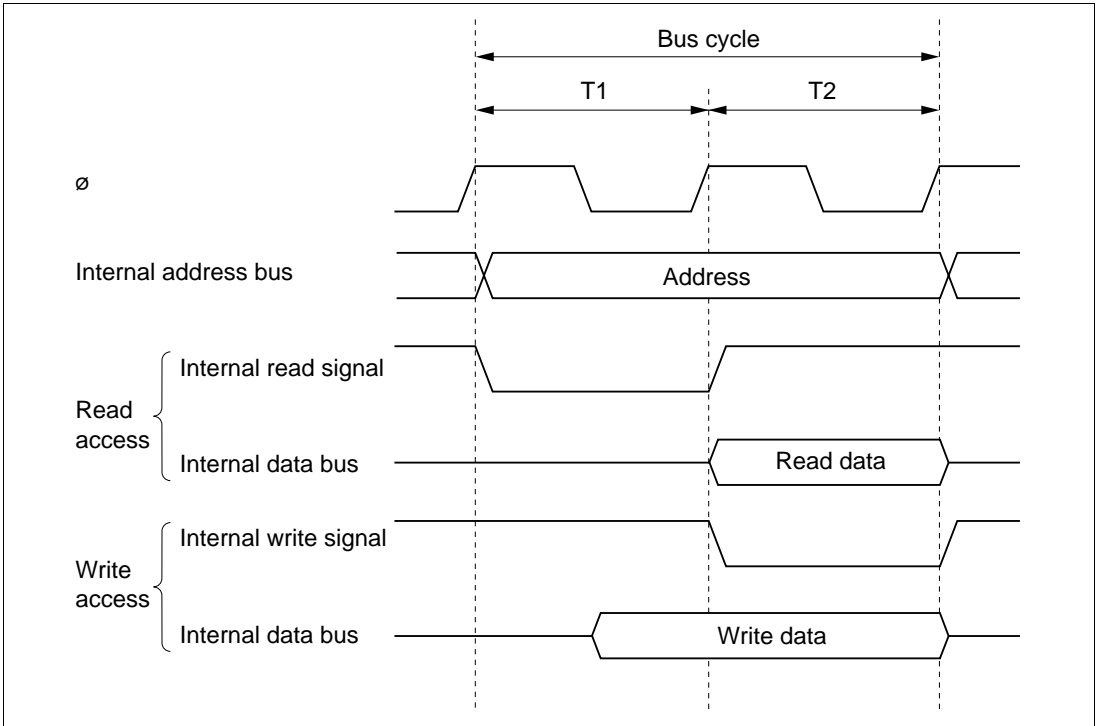 Bus cycle
T1
T2
ø
Internal address bus
Address
Read
access
Internal read signal
Internal data bus
Read data
Write
access
Internal write signal
Internal data bus
Write data